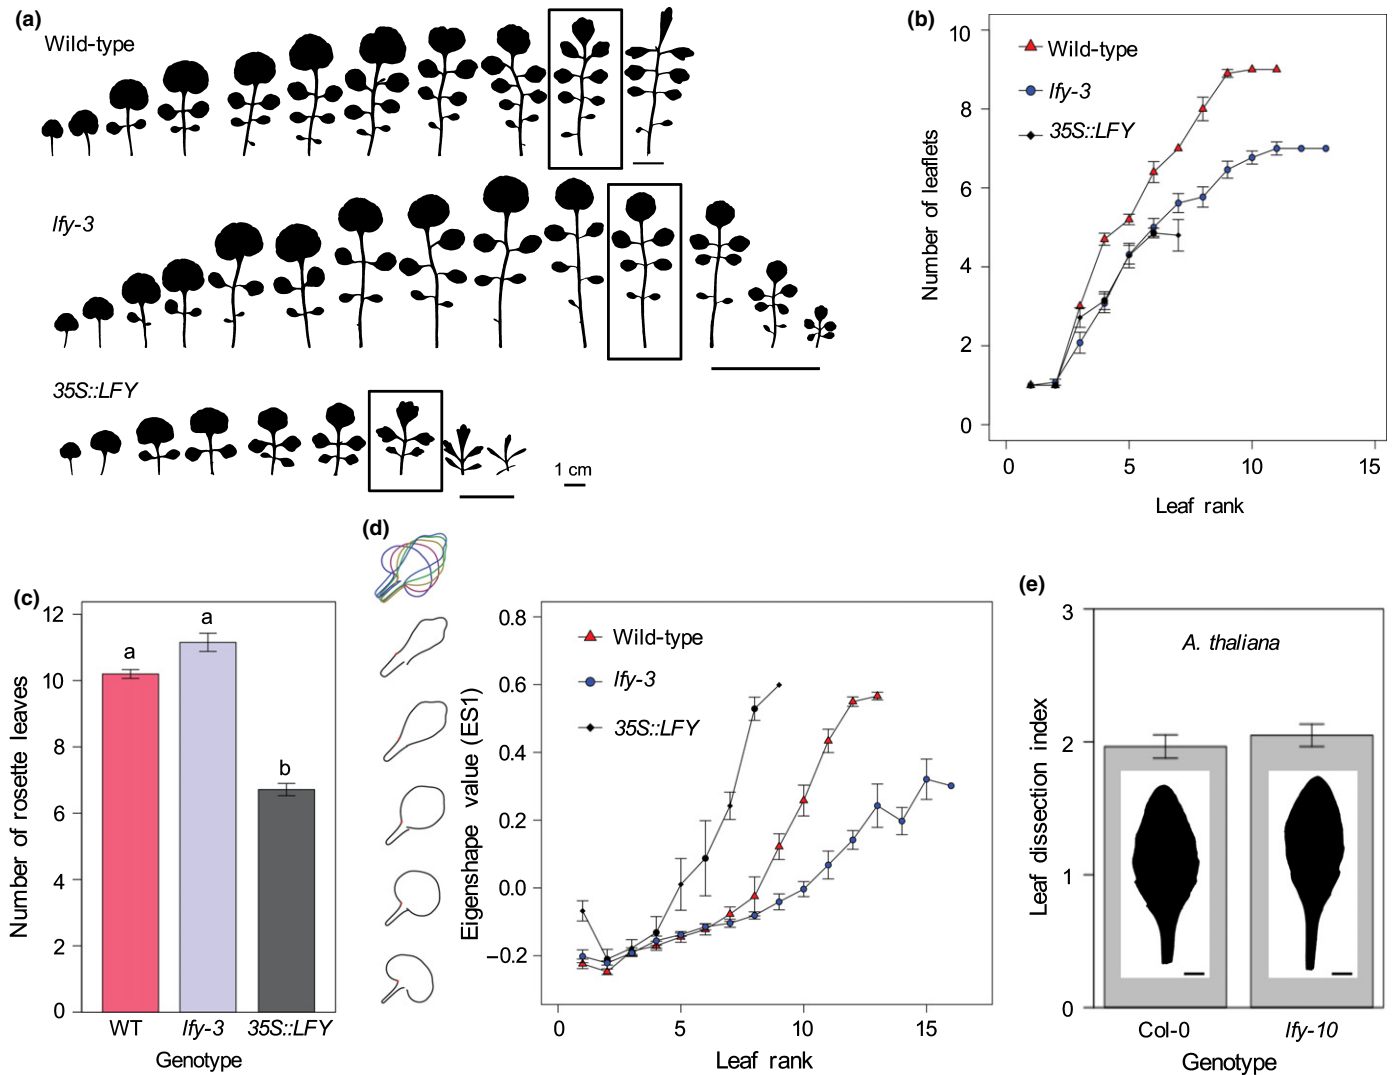 (a)
Wild-type
lfy-3
35S::LFY
1 cm
(b)
Number of leaflets
10
8
6
4
2
0
Wild-type
lfy-3
35S::LFY
0 5 10 15
Leaf rank
(c)
Number of rosette leaves
12
10
8
6
4
2
0
a
a
b
WT lfy-3 35S::LFY
Genotype
(d)
Eigenshape value (ES1)
0.8
0.6
0.4
0.2
0.0
−0.2
Wild-type
lfy-3
35S::LFY
0 5 10 15
Leaf rank
(e)
Leaf dissection index
3
2
1
0
A. thaliana
Col-0 lfy-10
Genotype